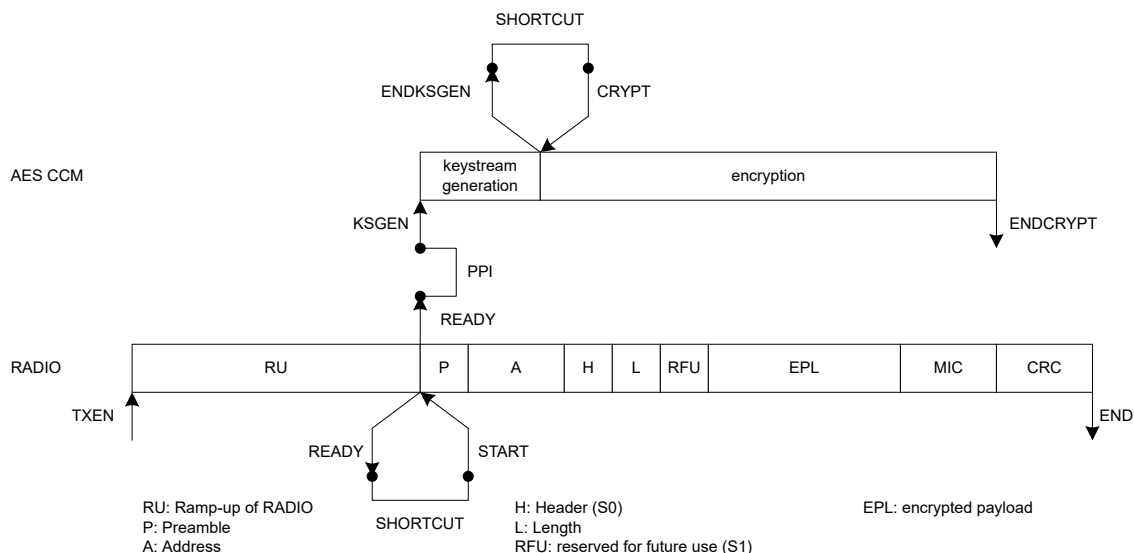 SHORTCUT
ENDKSGEN
CRYPT
AES CCM
keystream
generation
encryption
KSGEN
ENDCRYPT
PPI
READY
RADIO
RU
P
A
H
L
RFU
EPL
MIC
CRC
TXEN
END
READY
START
SHORTCUT
RU: Ramp-up of RADIO
P: Preamble
A: Address
H: Header (S0)
L: Length
RFU: reserved for future use (S1)
EPL: encrypted payload